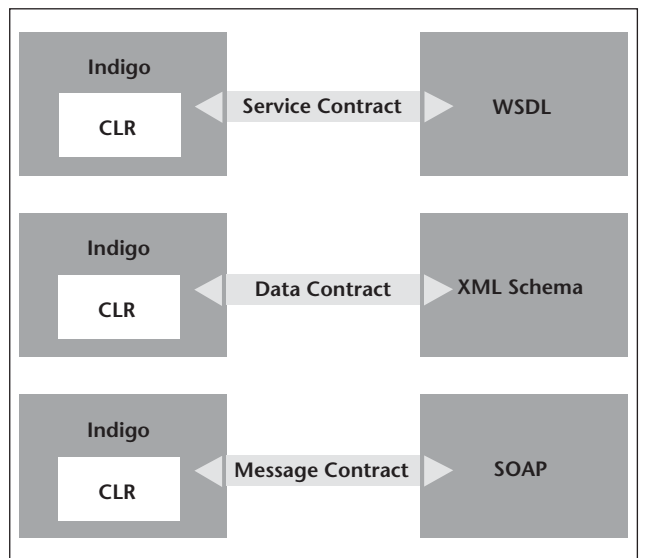 Indigo
CLR
Service Contract
WSDL
Indigo
CLR
Data Contract
XML Schema
Indigo
CLR
Message Contract
SOAP